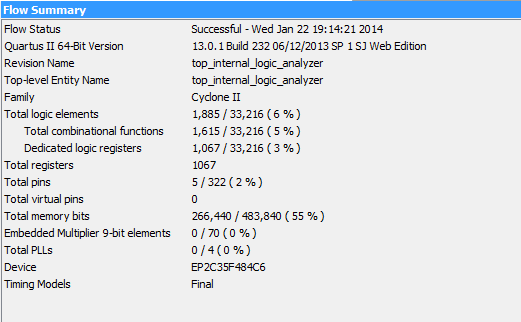 Flow Summary
Flow Status Successful - Wed Jan 22 19:14:21 2014
Quartus II 64-Bit Version 13.0.1 Build 232 06/12/2013 SP 1 SJ Web Edition
Revision Name top_internal_logic_analyzer
Top-level Entity Name top_internal_logic_analyzer
Family Cyclone II
Total logic elements 1,885 / 33,216 ( 6 % )
Total combinational functions 1,615 / 33,216 ( 5 % )
Dedicated logic registers 1,067 / 33,216 ( 3 % )
Total registers 1067
Total pins 5 / 322 ( 2 % )
Total virtual pins 0
Total memory bits 266,440 / 483,840 ( 55 % )
Embedded Multiplier 9-bit elements 0 / 70 ( 0 % )
Total PLLs 0 / 4 ( 0 % )
Device EP2C35F484C6
Timing Models Final